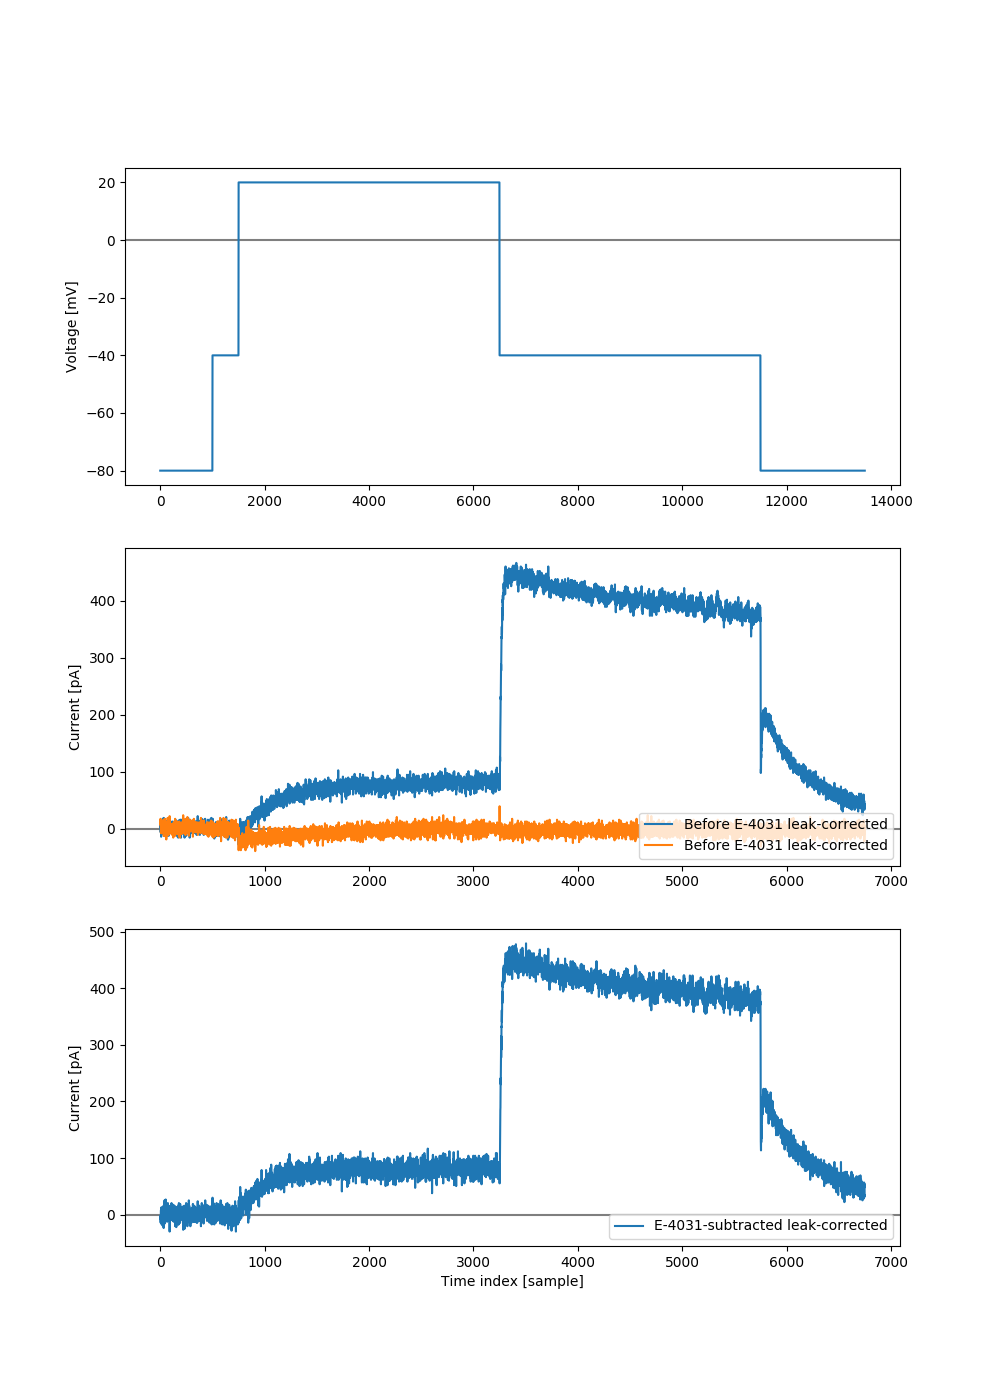 20
0
−20
−40
−60
−80
Voltage [mV]
0 2000 4000 6000 8000 10000 12000 14000
400
300
200
100
0
Current [pA]
Before E-4031 leak-corrected
Before E-4031 leak-corrected
0 1000 2000 3000 4000 5000 6000 7000
500
400
300
200
100
0
Current [pA]
E-4031-subtracted leak-corrected
0 1000 2000 3000 4000 5000 6000 7000
Time index [sample]